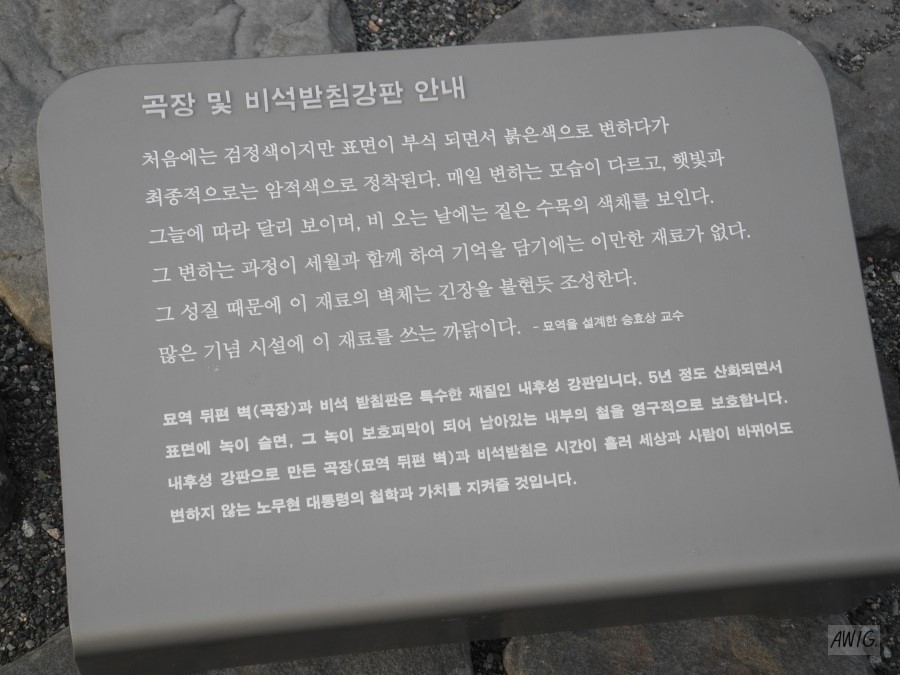 곡장 및 비석받침강판 안내
처음에는 검정색이지만 표면이 부식 되면서 붉은색으로 변하다가
최종적으로는 암적색으로 정착된다. 매일 변하는 모습이 다르고, 햇빛과
그늘에 따라 달리 보이며, 비 오는 날에는 짙은 수묵의 색채를 보인다.
그 변하는 과정이 세월과 함께 하여 기억을 담기에는 이만한 재료가 없다.
그 성질 때문에 이 재료의 벽체는 긴장을 불현듯 조성한다.
많은 기념 시설에 이 재료를 쓰는 까닭이다. - 묘역을 설계한 승효상 교수
묘역 뒤편 벽(곡장)과 비석 받침판은 특수한 재질인 내후성 강판입니다. 5년 정도 산화되면서
표면에 녹이 슬면, 그 녹이 보호피막이 되어 남아있는 내부의 철을 영구적으로 보호합니다.
내후성 강판으로 만든 곡장(묘역 뒤편 벽)과 비석받침은 시간이 흘러 세상과 사람이 바뀌어도
변하지 않는 노무현 대통령의 철학과 가치를 지켜줄 것입니다.
AWIG